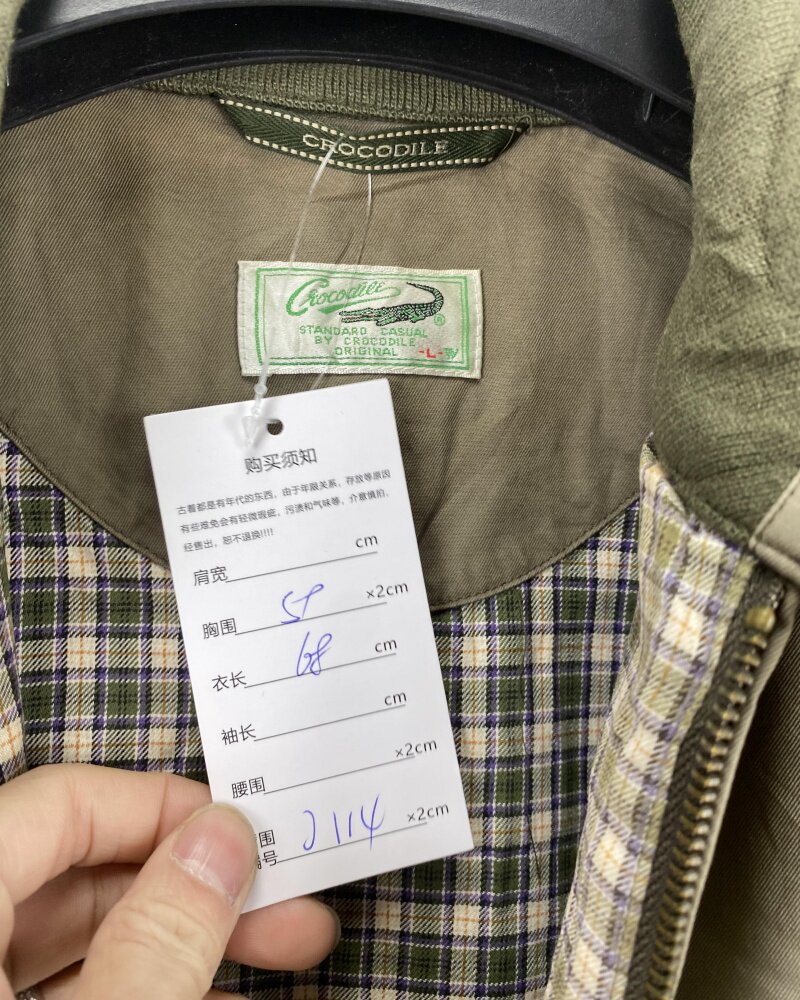 CROCODILE
Crocodile
®
STANDARD CASUAL
BY CROCODILE
ORIGINAL -L- W
购买须知
古着都是有年代的东西,由于年限关系,存放等原因
有些难免会有轻微瑕疵,污渍和气味等,介意慎拍,
经售出,恕不退换!!!!
肩宽 cm
胸围 ×2cm
衣长 68 cm
袖长 cm
腰围 ×2cm
围 ×2cm
号 114